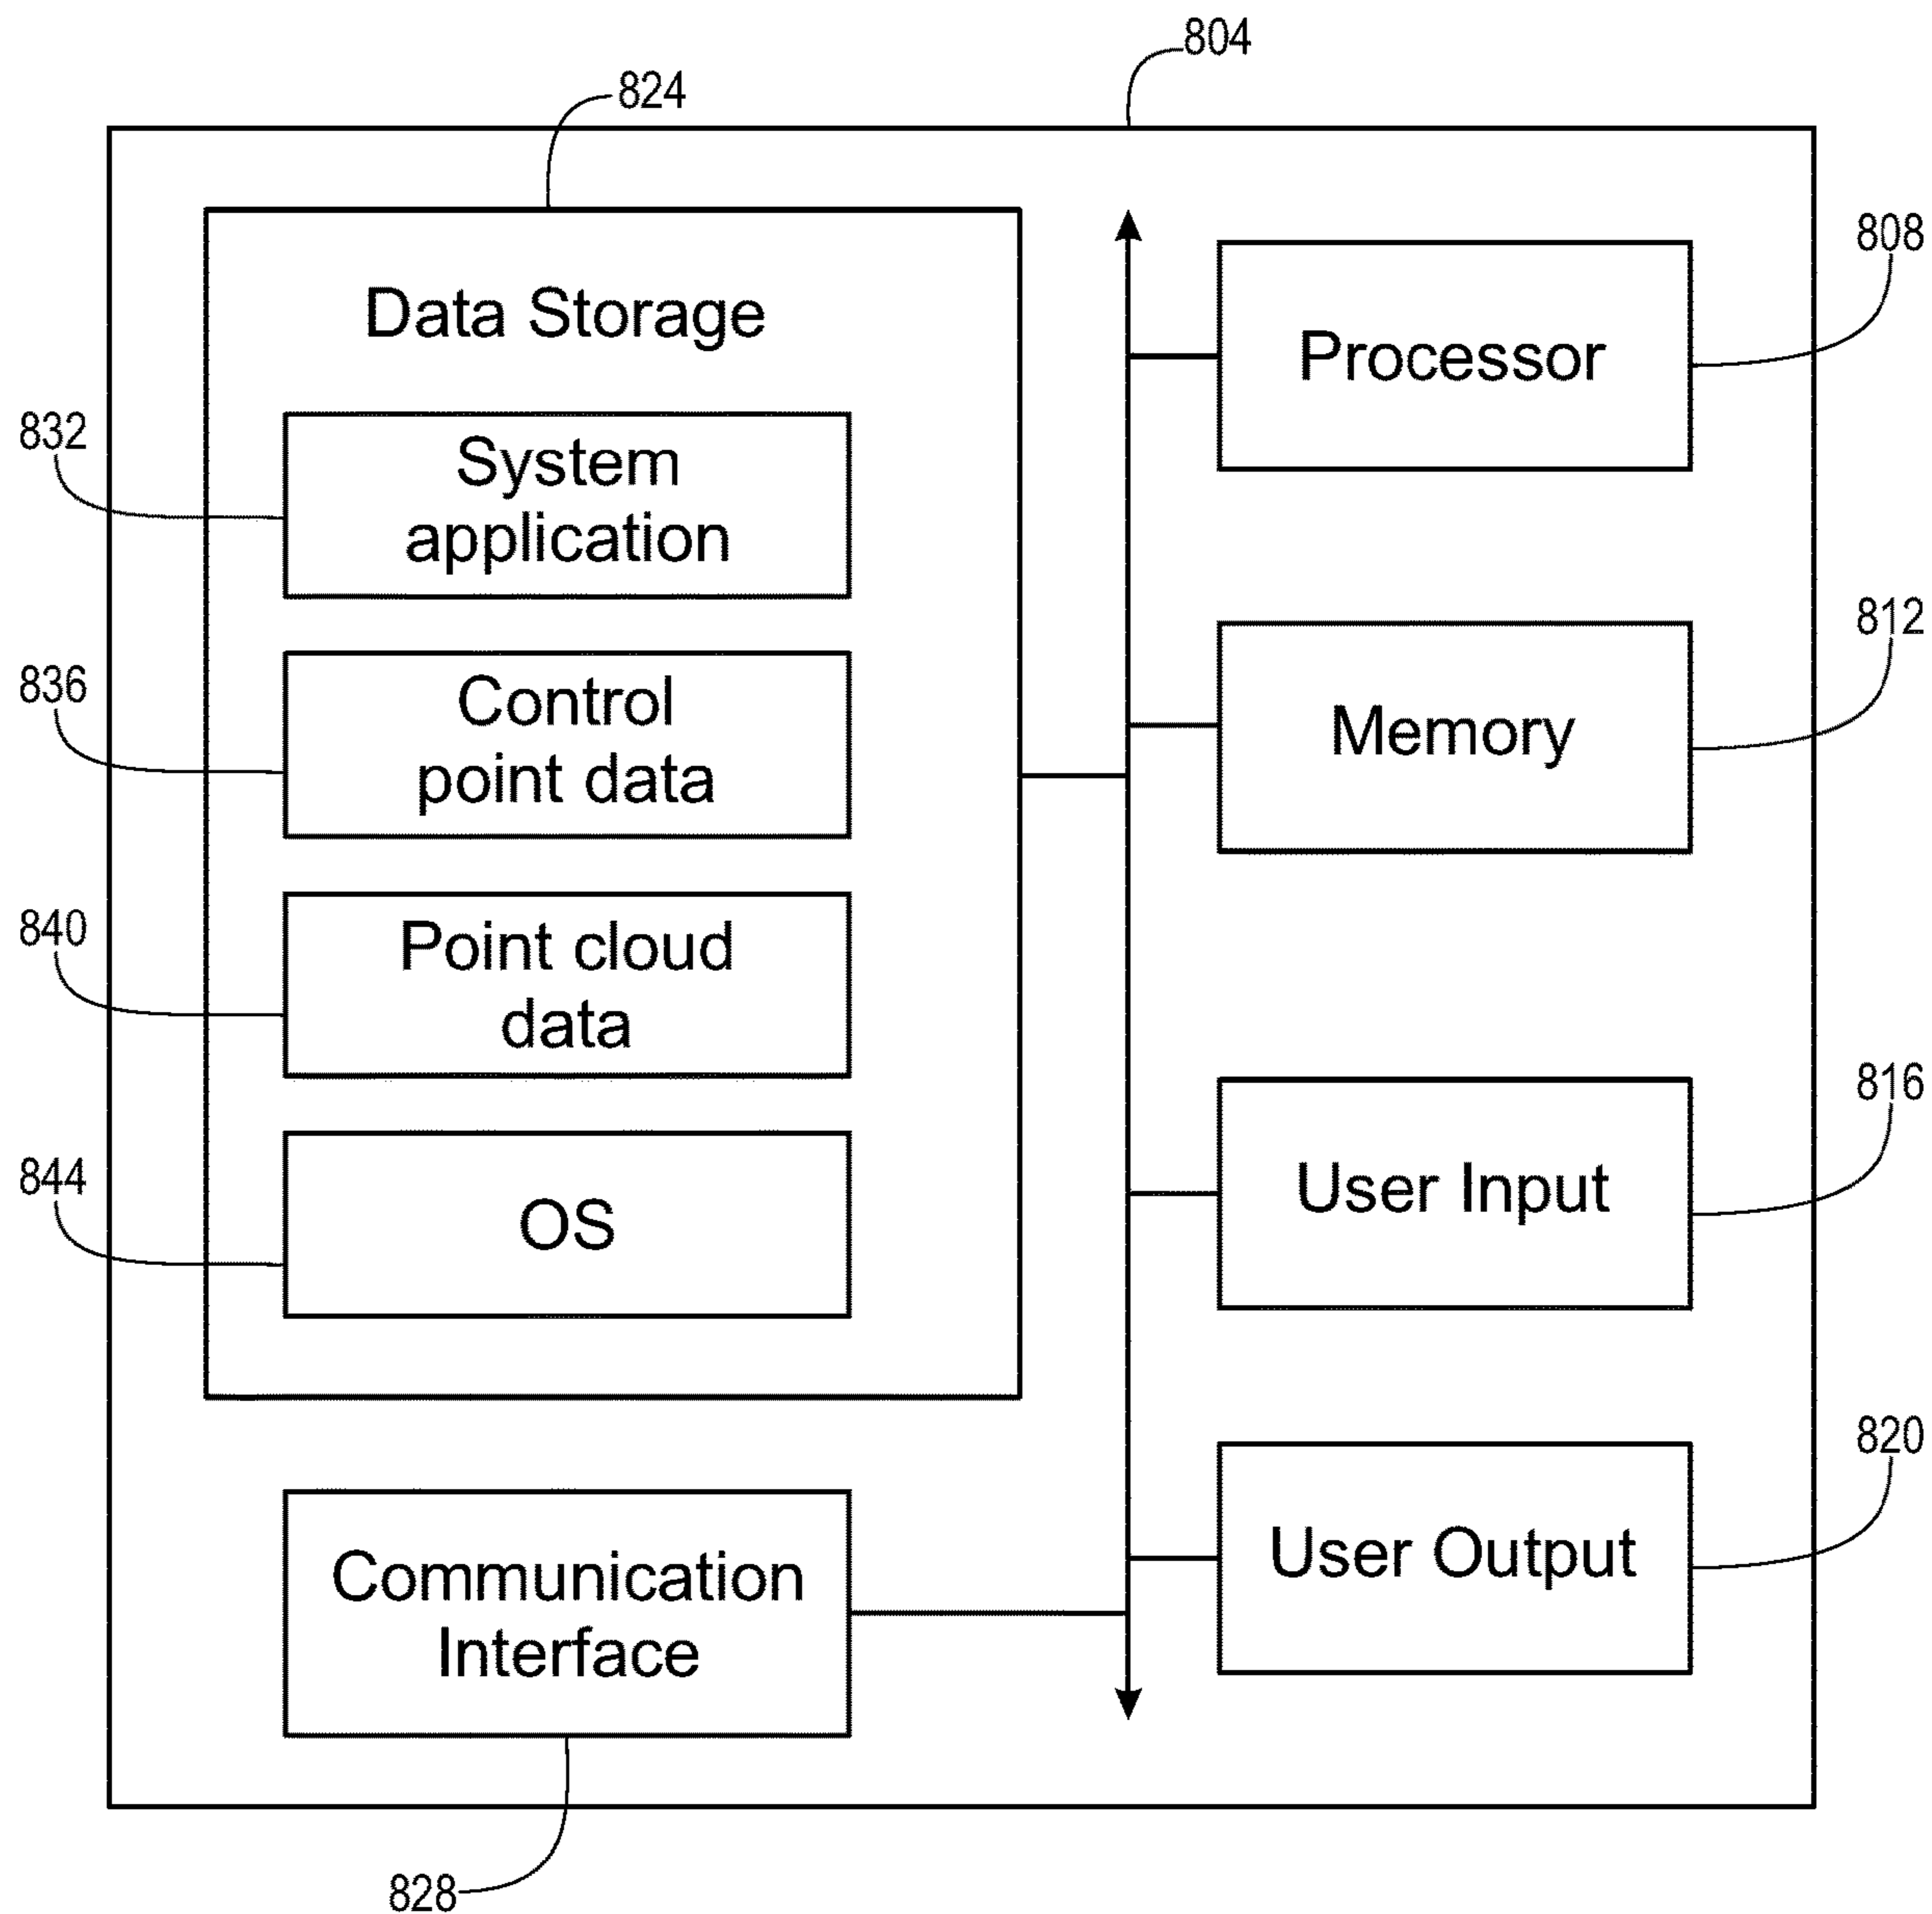 804
824
Data Storage
808
Processor
832
System
application
812
Memory
836
Control
point data
840
Point cloud
data
816
User Input
844
OS
820
User Output
Communication
Interface
828